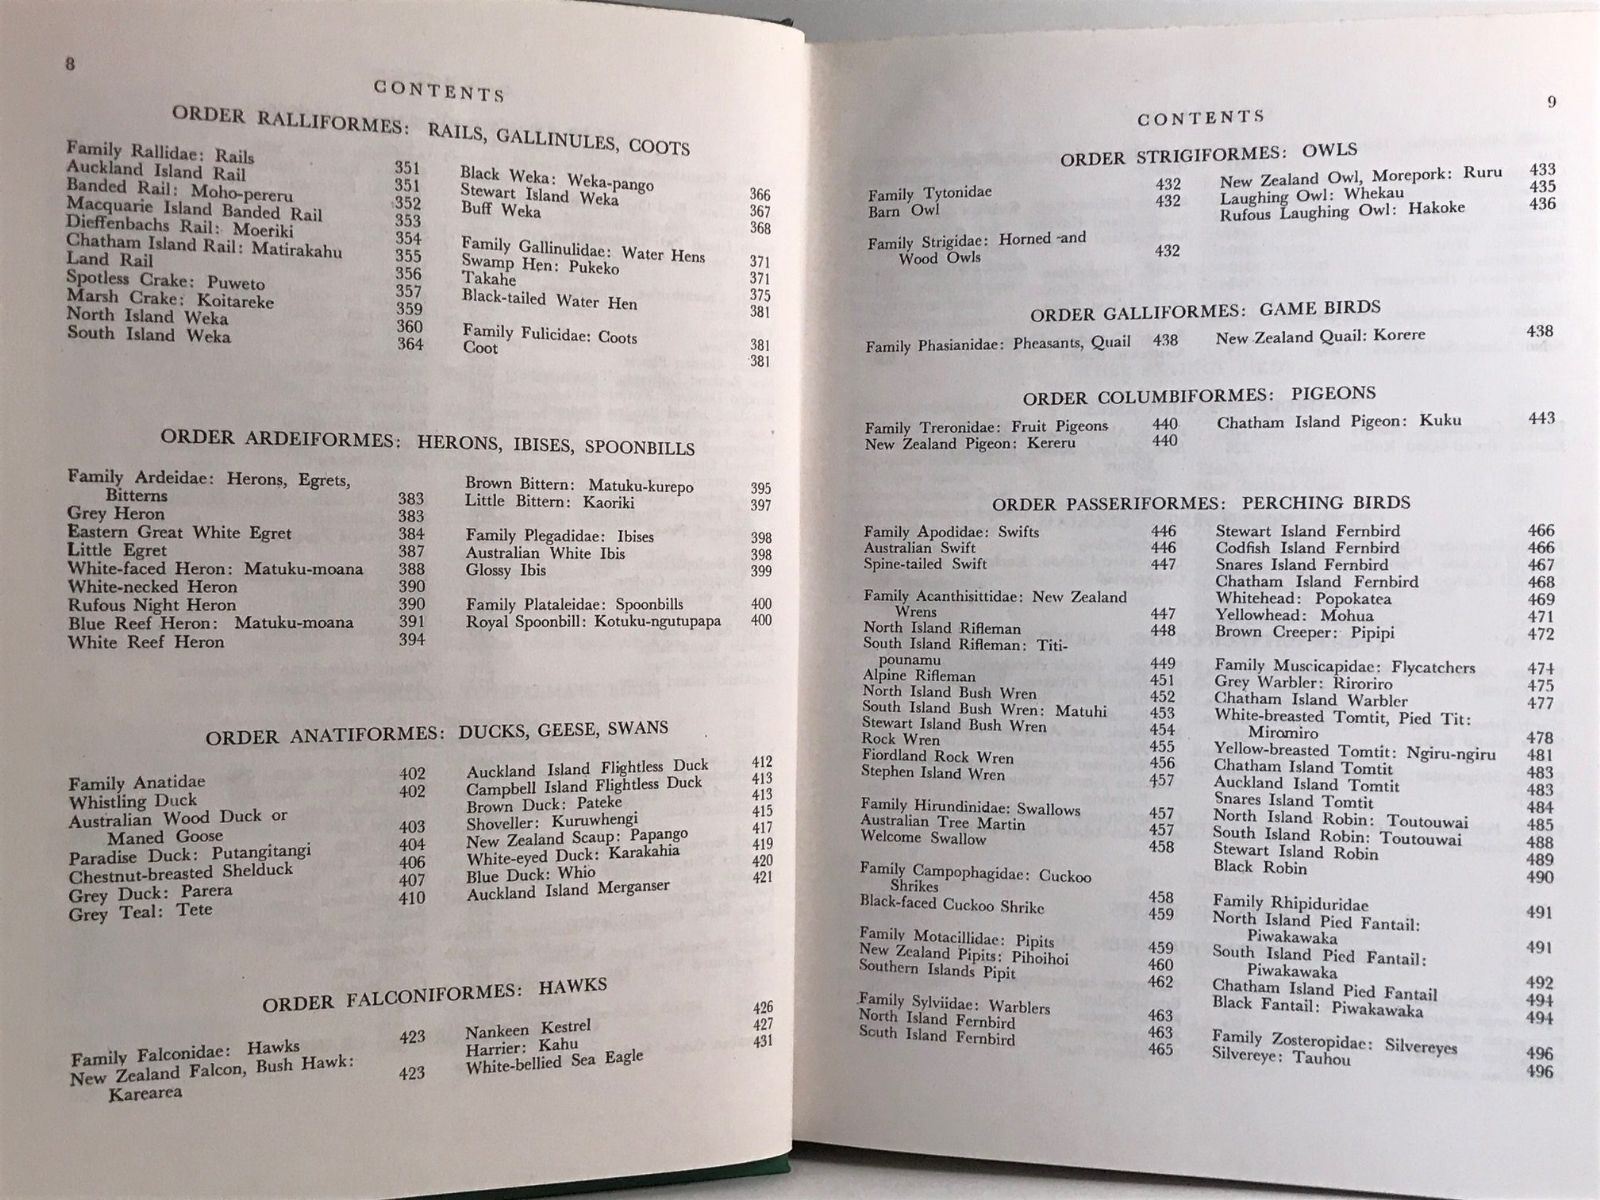 8
CONTENTS
ORDER RALLIFORMES: RAILS, GALLINULES, COOTS
Family Rallidae: Rails 351
Auckland Island Rail 351
Banded Rail: Moho-pereru 352
Macquarie Island Banded Rail 353
Dieffenbachs Rail: Moeriki 354
Chatham Island Rail: Matirakahu 355
Land Rail 356
Spotless Crake: Puweto 357
Marsh Crake: Koitareke 359
North Island Weka 360
South Island Weka 364
Black Weka: Weka-pango 366
Stewart Island Weka 367
Buff Weka 368
Family Gallinulidae: Water Hens 371
Swamp Hen: Pukeko 371
Takahe 375
Black-tailed Water Hen 381
Family Fulicidae: Coots 381
Coot 381
ORDER ARDEIFORMES: HERONS, IBISES, SPOONBILLS
Family Ardeidae: Herons, Egrets,
Bitterns 383
Grey Heron 383
Eastern Great White Egret 384
Little Egret 387
White-faced Heron: Matuku-moana 388
White-necked Heron 390
Rufous Night Heron 390
Blue Reef Heron: Matuku-moana 391
White Reef Heron 394
Brown Bittern: Matuku-kurepo 395
Little Bittern: Kaoriki 397
Family Plegadidae: Ibises 398
Australian White Ibis 398
Glossy Ibis 399
Family Plataleidae: Spoonbills 400
Royal Spoonbill: Kotuku-ngutupapa 400
ORDER ANATIFORMES: DUCKS, GEESE, SWANS
Family Anatidae 402
Whistling Duck 402
Australian Wood Duck or
Maned Goose 403
Paradise Duck: Putangitangi 404
Chestnut-breasted Shelduck 406
Grey Duck: Parera 407
Grey Teal: Tete 410
Auckland Island Flightless Duck 412
Campbell Island Flightless Duck 413
Brown Duck: Pateke 413
Shoveller: Kuruwhengi 415
New Zealand Scaup: Papango 417
White-eyed Duck: Karakahia 419
Blue Duck: Whio 420
Auckland Island Merganser 421
ORDER FALCONIFORMES: HAWKS
Family Falconidae: Hawks 423
New Zealand Falcon, Bush Hawk:
Karearea 423
Nankeen Kestrel 426
Harrier: Kahu 427
White-bellied Sea Eagle 431
9
CONTENTS
ORDER STRIGIFORMES: OWLS
Family Tytonidae 432
Barn Owl 432
Family Strigidae: Horned and
Wood Owls 432
New Zealand Owl, Morepork: Ruru 433
Laughing Owl: Whekau 435
Rufous Laughing Owl: Hakoke 436
ORDER GALLIFORMES: GAME BIRDS
Family Phasianidae: Pheasants, Quail 438
New Zealand Quail: Korere 438
ORDER COLUMBIFORMES: PIGEONS
Family Treronidae: Fruit Pigeons 440
New Zealand Pigeon: Kereru 440
Chatham Island Pigeon: Kuku 443
ORDER PASSERIFORMES: PERCHING BIRDS
Family Apodidae: Swifts 446
Australian Swift 446
Spine-tailed Swift 447
Family Acanthisittidae: New Zealand
Wrens 447
North Island Rifleman 448
South Island Rifleman: Titi-
pounamu 449
Alpine Rifleman 451
North Island Bush Wren 452
South Island Bush Wren: Matuhi 453
Stewart Island Bush Wren 454
Rock Wren 455
Fiordland Rock Wren 456
Stephen Island Wren 457
Family Hirundinidae: Swallows 457
Australian Tree Martin 457
Welcome Swallow 458
Family Campophagidae: Cuckoo
Shrikes 458
Black-faced Cuckoo Shrike 459
Family Motacillidae: Pipits 459
New Zealand Pipits: Pihoihoi 460
Southern Islands Pipit 462
Family Sylviidae: Warblers 463
North Island Fernbird 463
South Island Fernbird 465
Stewart Island Fernbird 466
Codfish Island Fernbird 466
Snares Island Fernbird 467
Chatham Island Fernbird 468
Whitehead: Popokatea 469
Yellowhead: Mohua 471
Brown Creeper: Pipipi 472
Family Muscicapidae: Flycatchers 474
Grey Warbler: Riroriro 475
Chatham Island Warbler 477
White-breasted Tomtit, Pied Tit:
Miromiro 478
Yellow-breasted Tomtit: Ngiru-ngiru 481
Chatham Island Tomtit 483
Auckland Island Tomtit 483
Snares Island Tomtit 484
North Island Robin: Toutouwai 485
South Island Robin: Toutouwai 488
Stewart Island Robin 489
Black Robin 490
Family Rhipiduridae 491
North Island Pied Fantail:
Piwakawaka 491
South Island Pied Fantail:
Piwakawaka 492
Chatham Island Pied Fantail 494
Black Fantail: Piwakawaka 494
Family Zosteropidae: Silvereyes 496
Silvereye: Tauhou 496